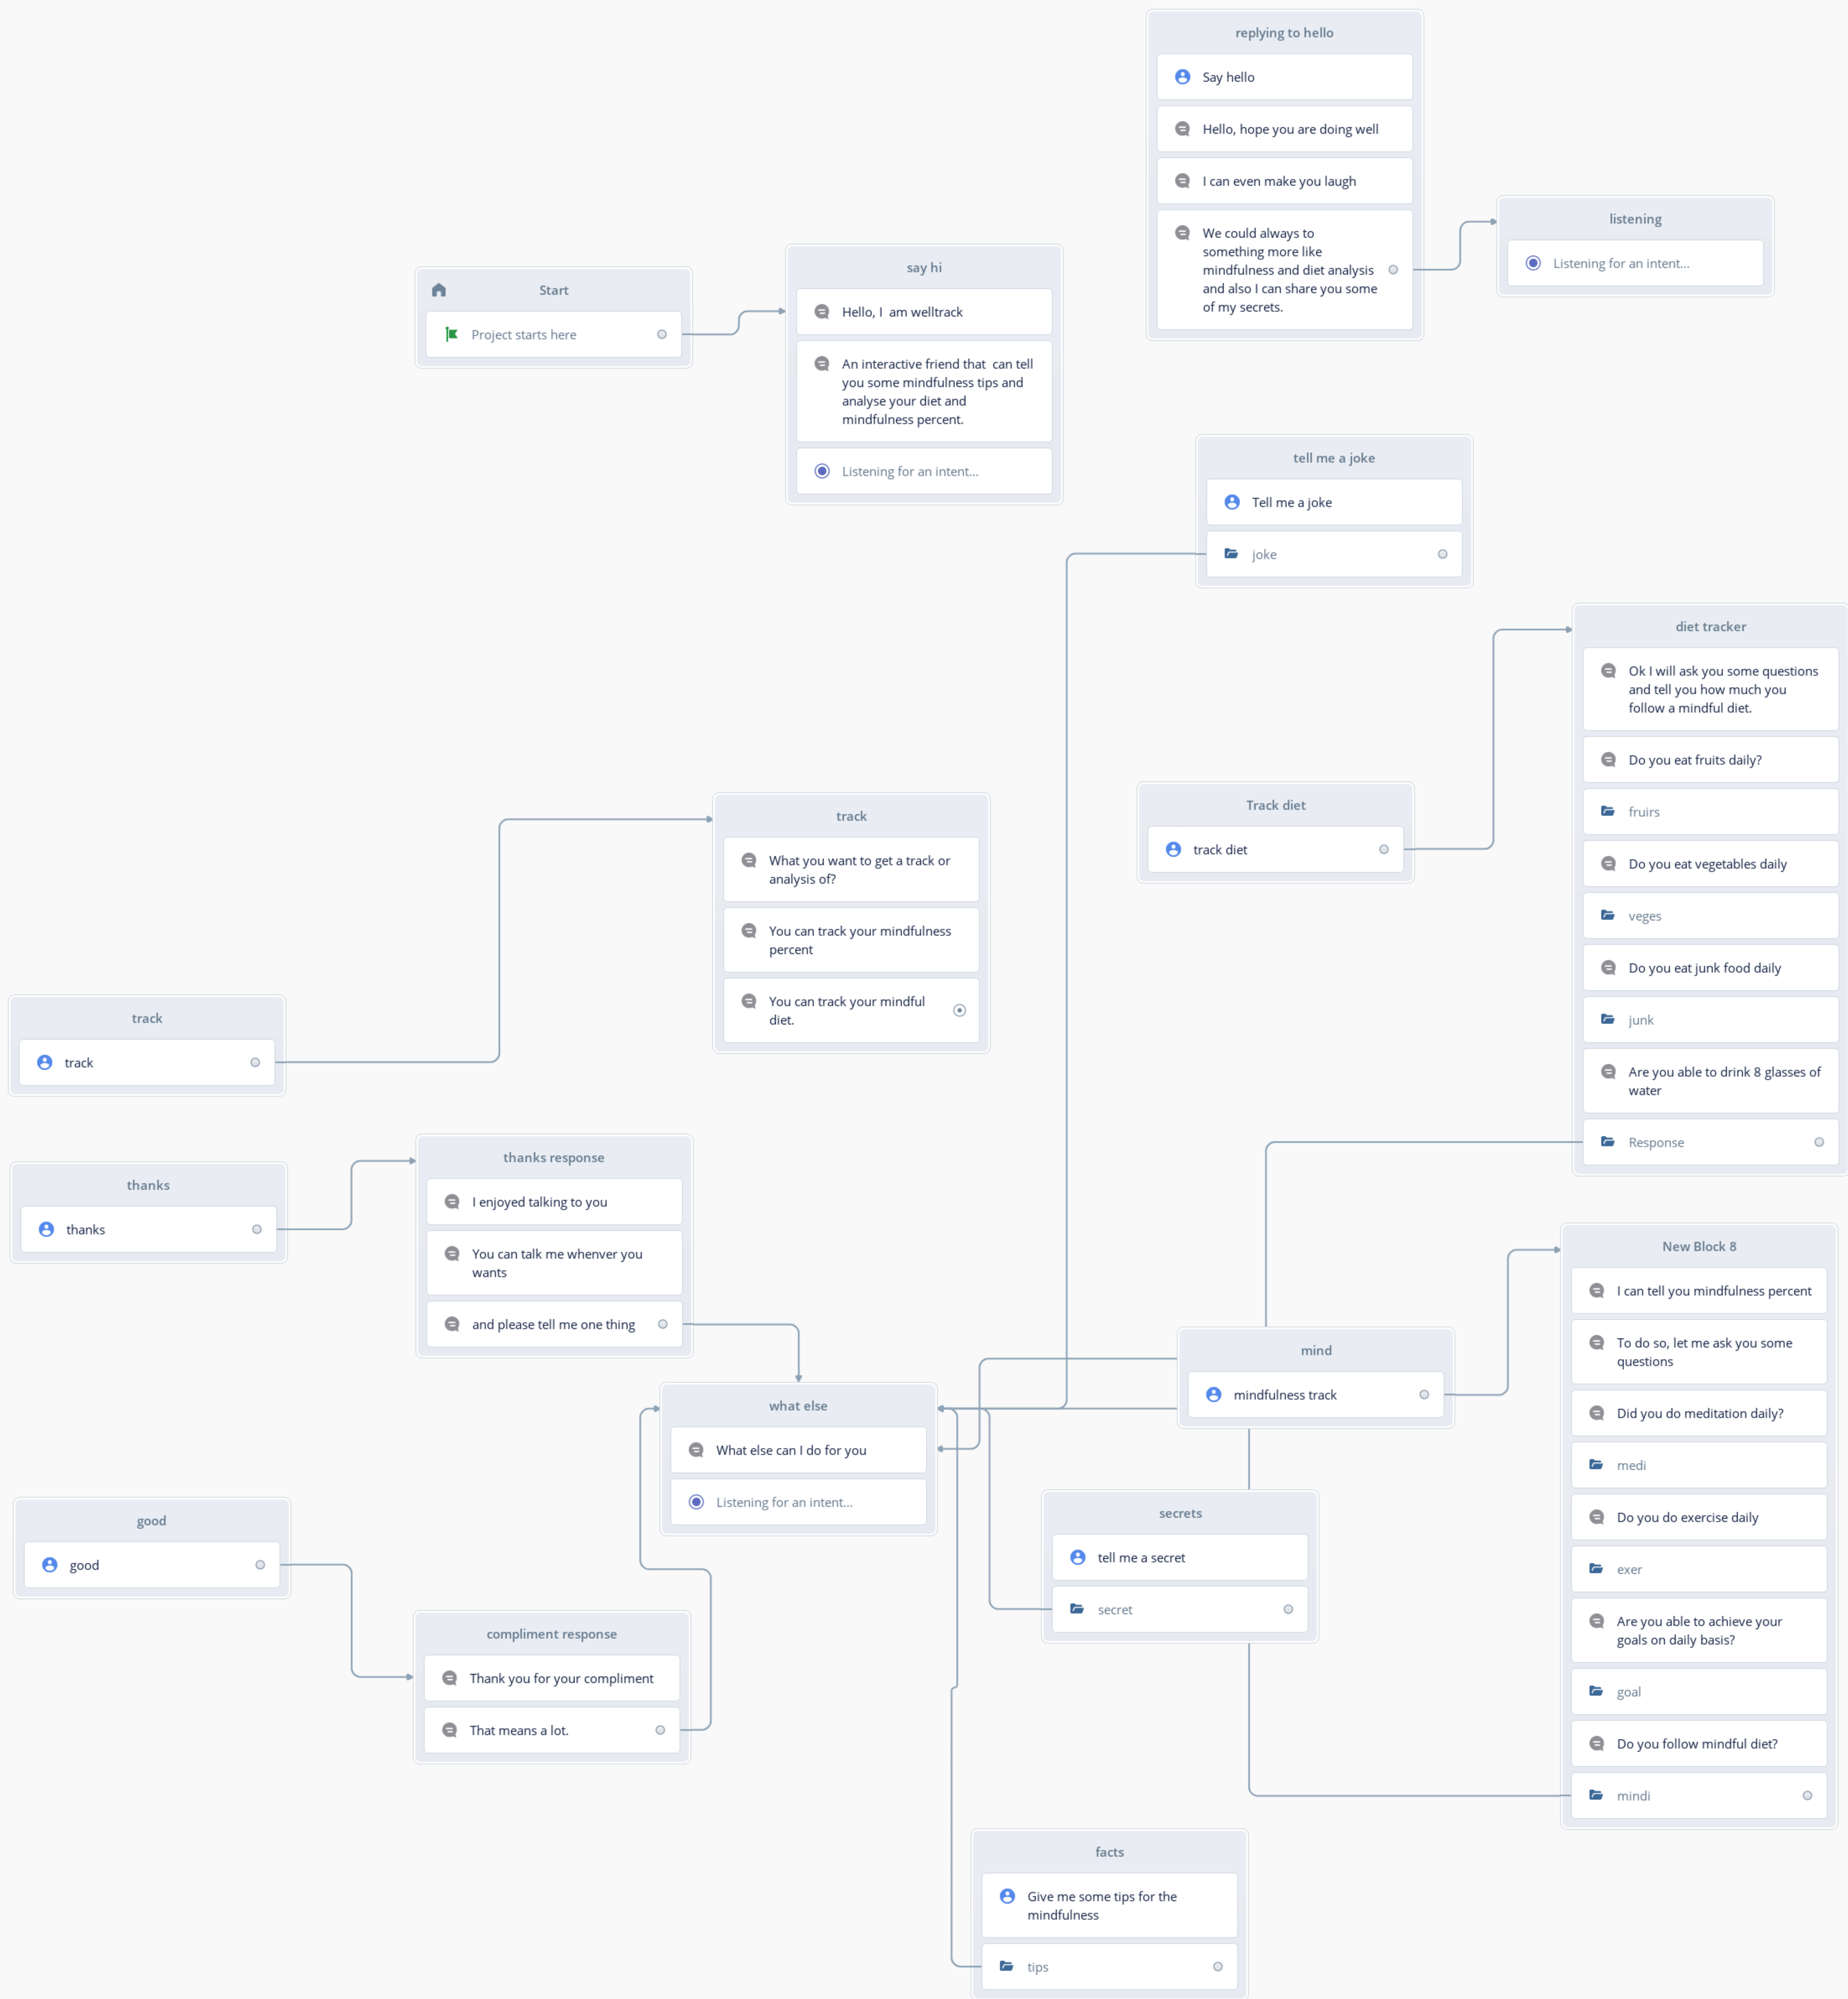 replying to hello
Say hello
Hello, hope you are doing well
I can even make you laugh
We could always to
something more like
mindfulness and diet analysis
and also I can share you some
of my secrets.
listening
Listening for an intent...
Start
Project starts here
say hi
Hello, I  am welltrack
An interactive friend that  can tell
you some mindfulness tips and
analyse your diet and
mindfulness percent.
Listening for an intent...
tell me a joke
Tell me a joke
joke
diet tracker
Ok I will ask you some questions
and tell you how much you
follow a mindful diet.
Do you eat fruits daily?
fruirs
Do you eat vegetables daily
veges
Do you eat junk food daily
junk
Are you able to drink 8 glasses of
water
Response
Track diet
track diet
track
What you want to get a track or
analysis of?
You can track your mindfulness
percent
You can track your mindful
diet.
track
track
thanks
thanks
thanks response
I enjoyed talking to you
You can talk me whenver you
wants
and please tell me one thing
what else
What else can I do for you
Listening for an intent...
mind
mindfulness track
New Block 8
I can tell you mindfulness percent
To do so, let me ask you some
questions
Did you do meditation daily?
medi
Do you do exercise daily
exer
Are you able to achieve your
goals on daily basis?
goal
Do you follow mindful diet?
mindi
secrets
tell me a secret
secret
good
good
compliment response
Thank you for your compliment
That means a lot.
facts
Give me some tips for the
mindfulness
tips